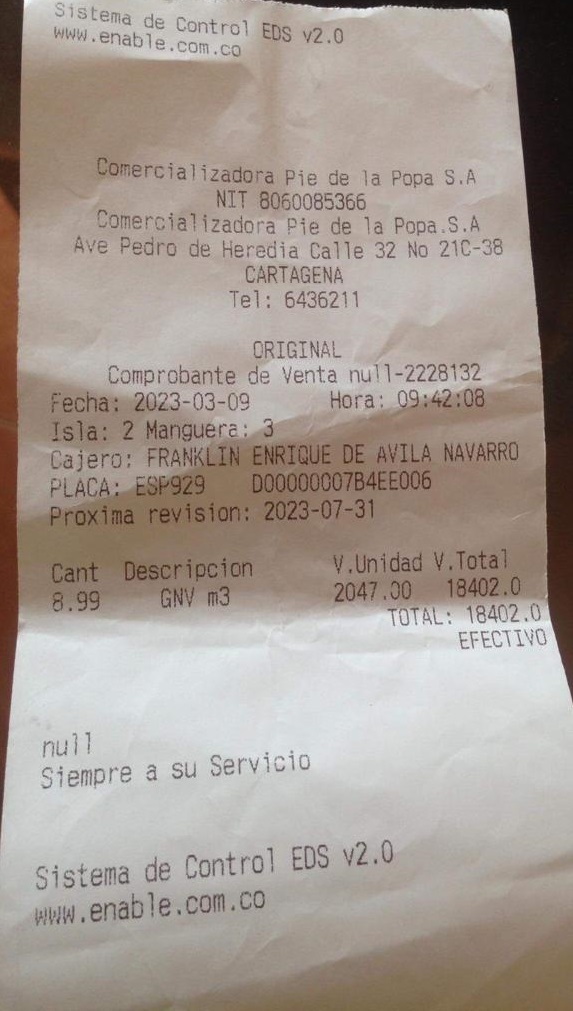 Sistema de Control EDS v2.0
www.enable.com.co
Comercializadora Pie de la Popa S.A
NIT 8060085366
Comercializadora Pie de la Popa.S.A
Ave Pedro de Heredia Calle 32 No 21C-38
CARTAGENA
Tel: 6436211
ORIGINAL
Comprobante de Venta null-2228132
Fecha: 2023-03-09 Hora: 09:42:08
Isla: 2 Manguera: 3
Cajero: FRANKLIN ENRIQUE DE AVILA NAVARRO
PLACA: ESP929 D00000007B4EE006
Proxima revision: 2023-07-31
Cant Descripcion V.Unidad V.Total
8.99 GNV m3 2047.00 18402.0
TOTAL: 18402.0
EFECTIVO
null
Siempre a su Servicio
Sistema de Control EDS v2.0
www.enable.com.co